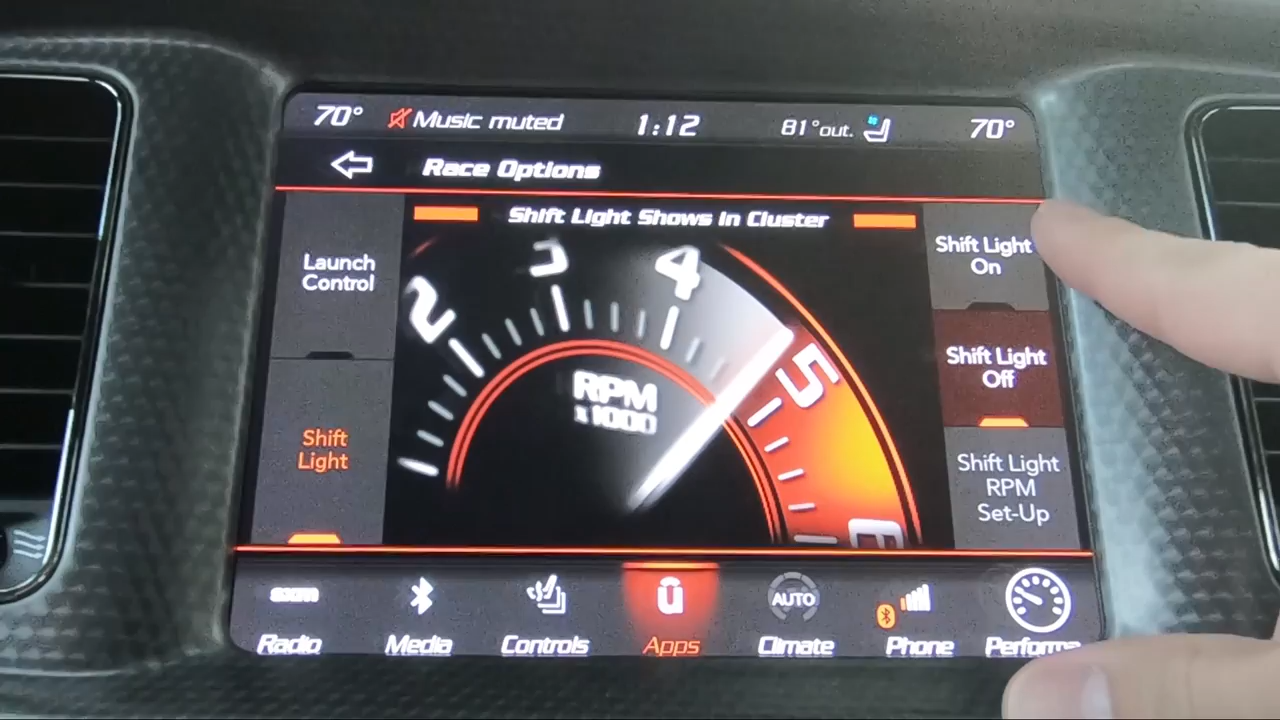 70° Music muted 1:12 81°out. 70°
Race Options
Shift Light Shows In Cluster
Launch
Control
Shift
Light
2 3 4 5
RPM
x1000
Shift Light
On
Shift Light
Off
Shift Light
RPM
Set-Up
AUTO
Radio Media Controls Apps Climate Phone